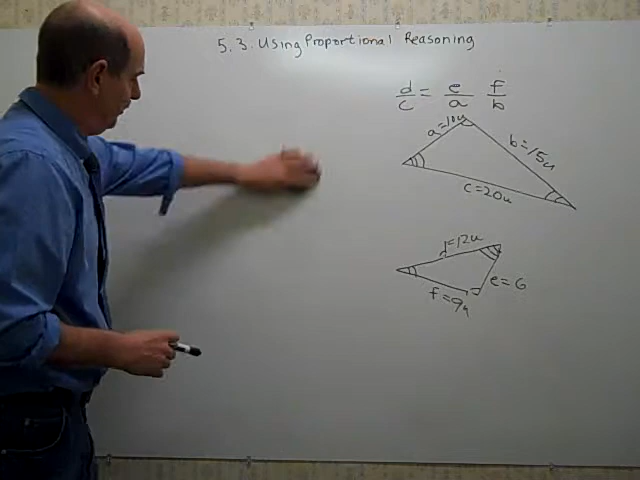 5.3. Using Proportional Reasoning
d/c = e/a f/b
a=10u
b=15u
c=20u
d=12u
e=6
f=9u